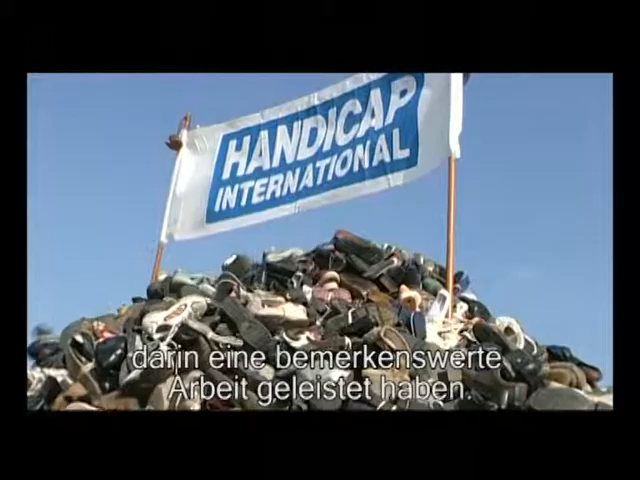 HANDICAP
INTERNATIONAL
darin eine bemerkenswerte
Arbeit geleistet haben.